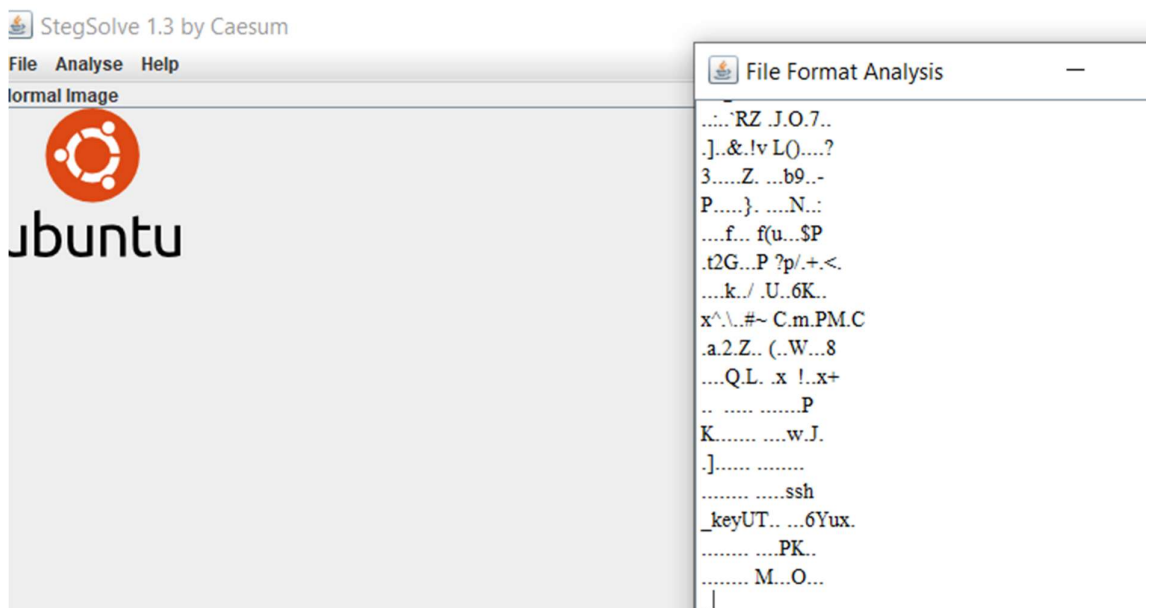 StegSolve 1.3 by Caesum
File Analyse Help
Normal Image
ubuntu
File Format Analysis
..:..`RZ .J.O.7..
.]..&.!v L()....?
3.....Z. ...b9..-
P.....}. ....N..:
....f... f(u...$P
.t2G...P ?p/.+.<.
....k../ .U..6K..
x^.\..#~ C.m.PM.C
.a.2.Z.. (..W...8
....Q.L. .x !..x+
.. ..... .......P
K....... ....w.J.
.]...... ........
........ .....ssh
_keyUT.. ...6Yux.
........ ....PK..
........ M...O...